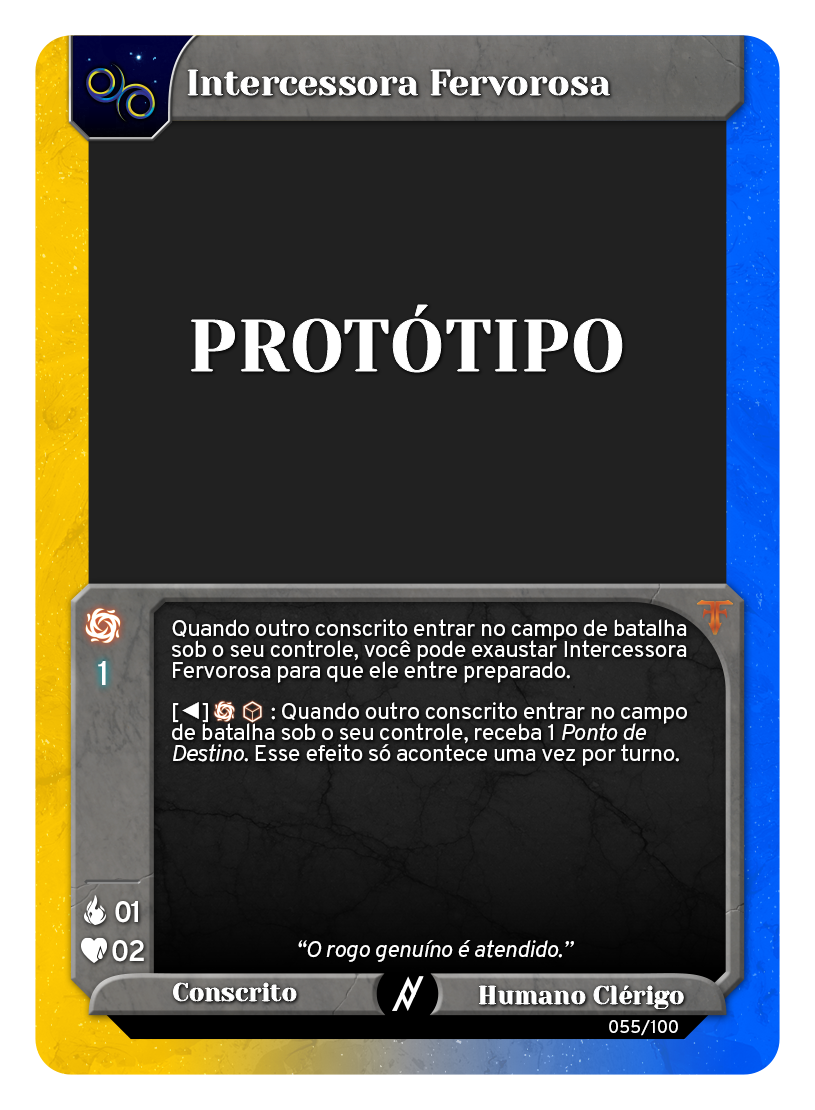 Intercessora Fervorosa
PROTÓTIPO
1
Quando outro conscrito entrar no campo de batalha
sob o seu controle, você pode exaustar Intercessora
Fervorosa para que ele entre preparado.
[◀] : Quando outro conscrito entrar no campo
de batalha sob o seu controle, receba 1 Ponto de
Destino. Esse efeito só acontece uma vez por turno.
01
02
“O rogo genuíno é atendido.”
Conscrito
Humano Clérigo
055/100